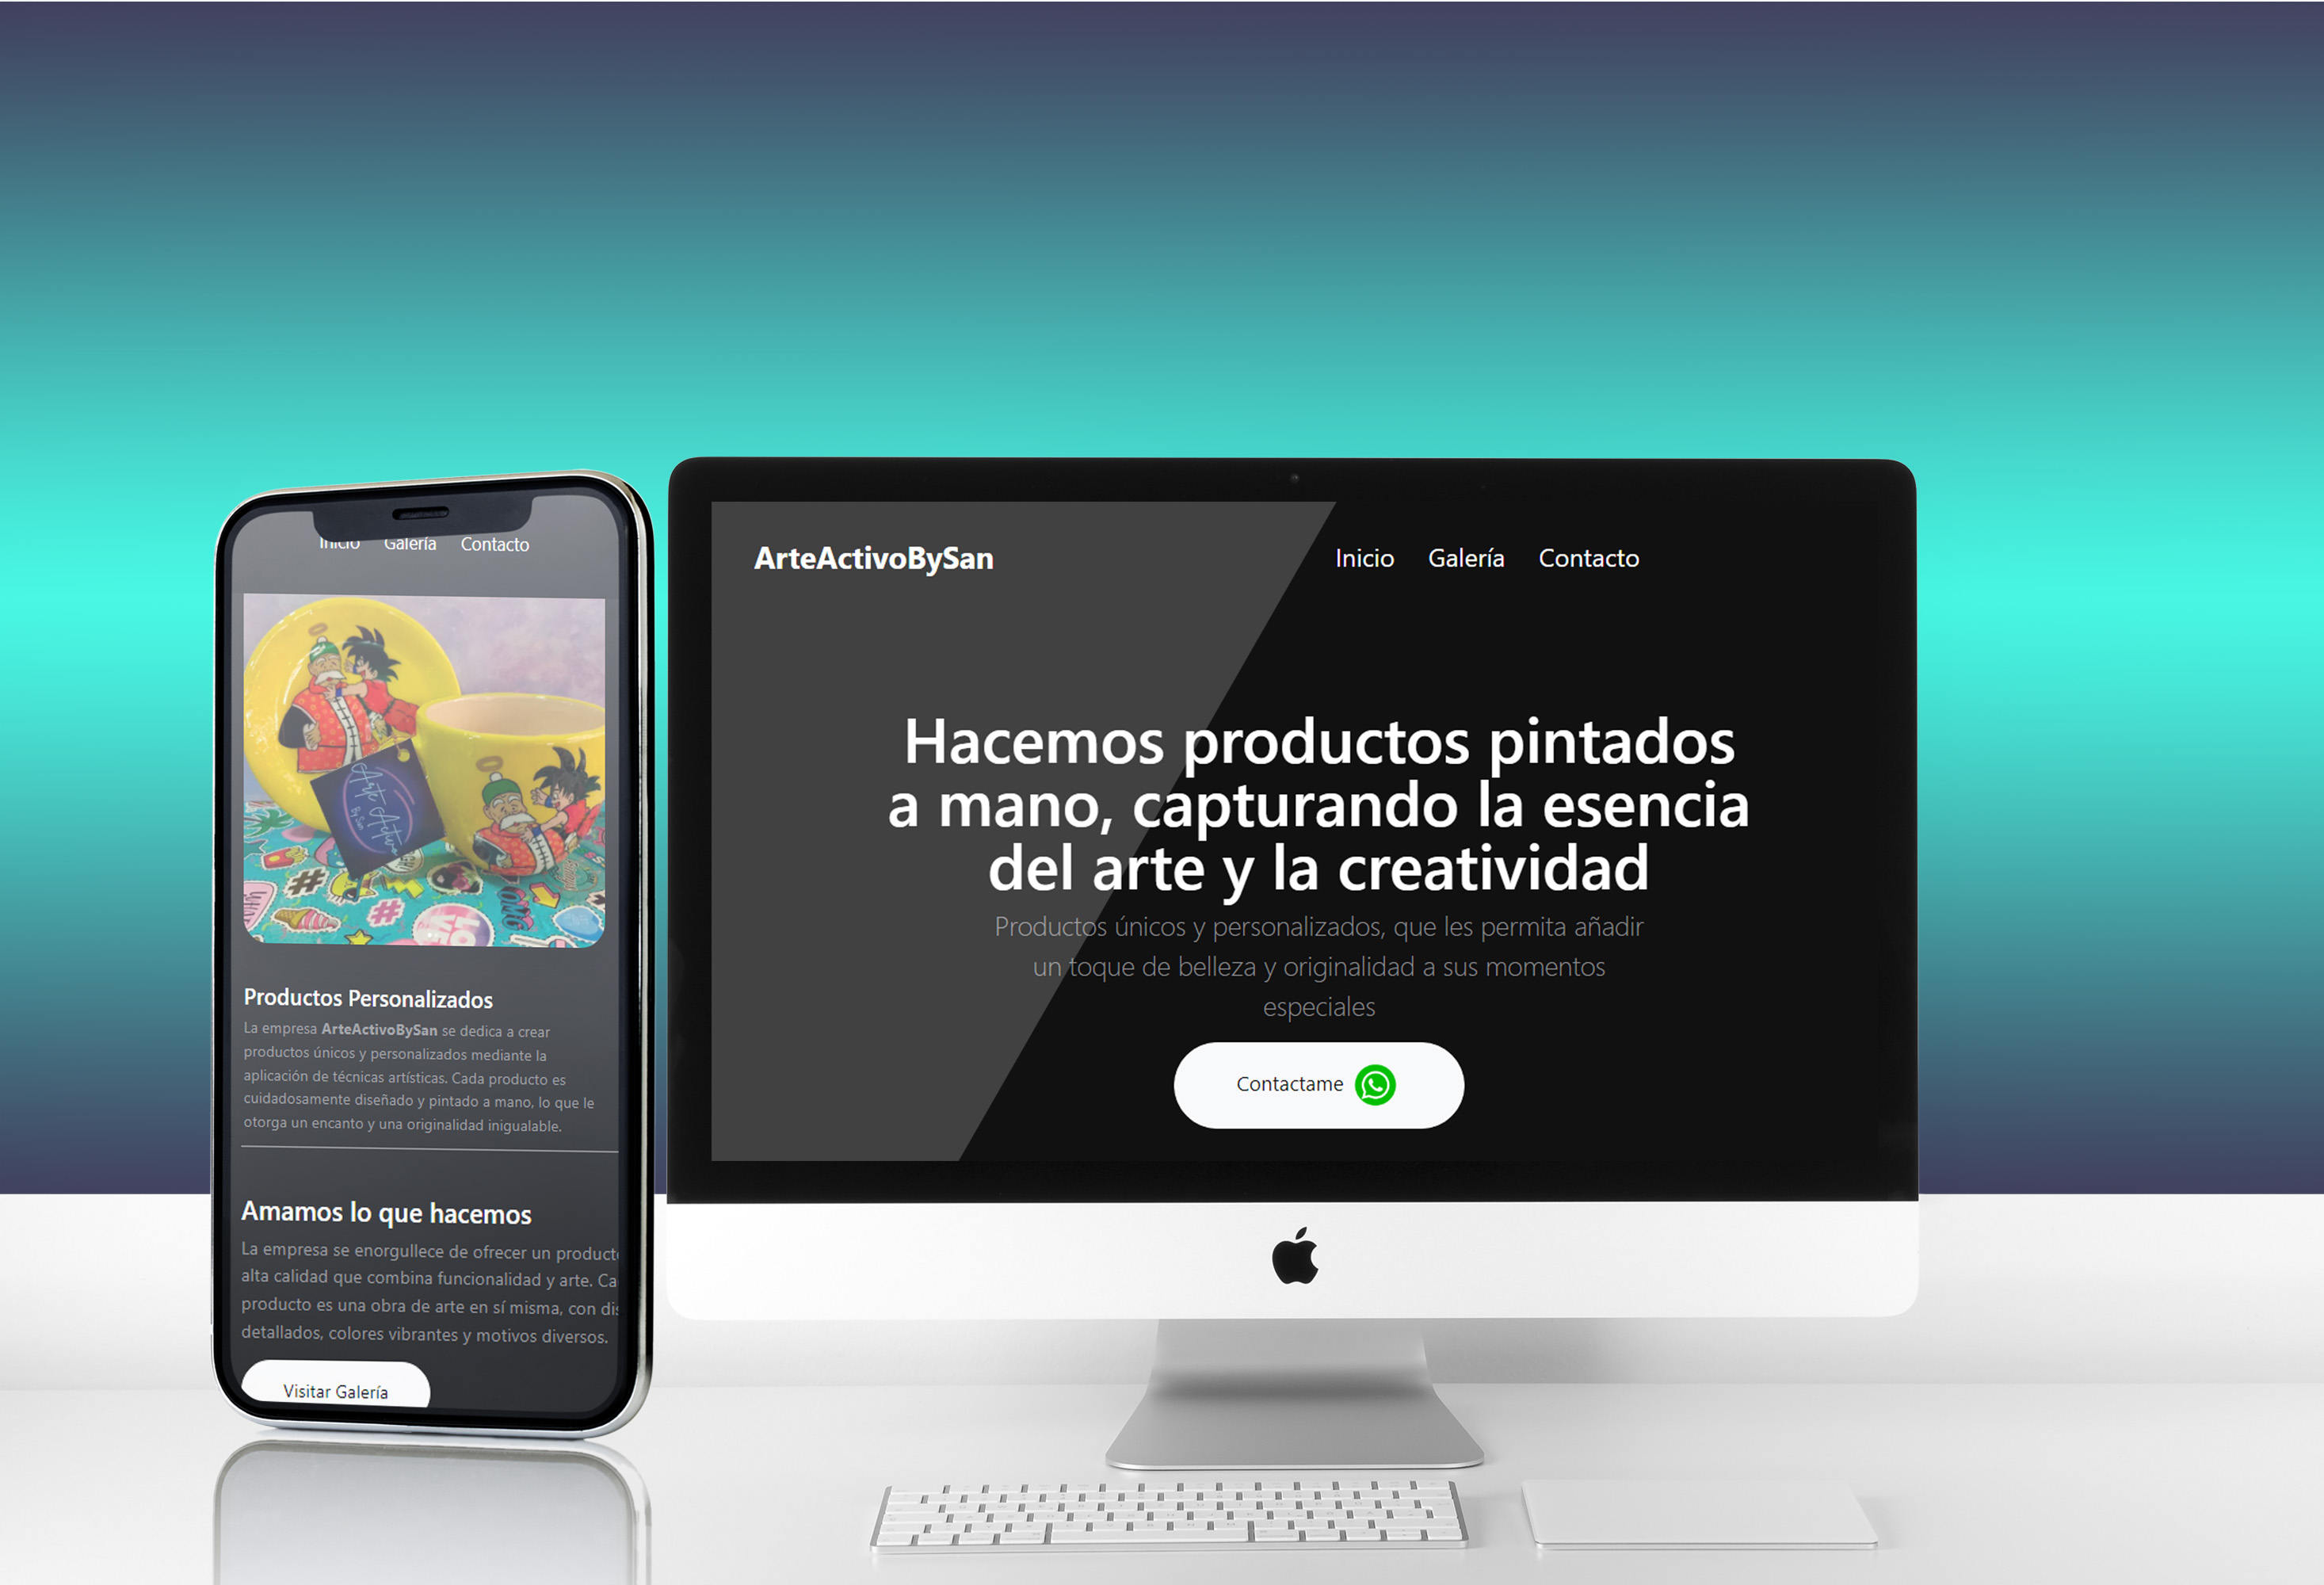 Inicio Galería Contacto
Arte Activo
By San
Productos Personalizados
La empresa ArteActivoBySan se dedica a crear
productos únicos y personalizados mediante la
aplicación de técnicas artísticas. Cada producto es
cuidadosamente diseñado y pintado a mano, lo que le
otorga un encanto y una originalidad inigualable.
Amamos lo que hacemos
La empresa se enorgullece de ofrecer un product
alta calidad que combina funcionalidad y arte. Ca
producto es una obra de arte en sí misma, con dis
detallados, colores vibrantes y motivos diversos.
Visitar Galería
ArteActivoBySan
Inicio Galería Contacto
Hacemos productos pintados
a mano, capturando la esencia
del arte y la creatividad
Productos únicos y personalizados, que les permita añadir
un toque de belleza y originalidad a sus momentos
especiales
Contactame